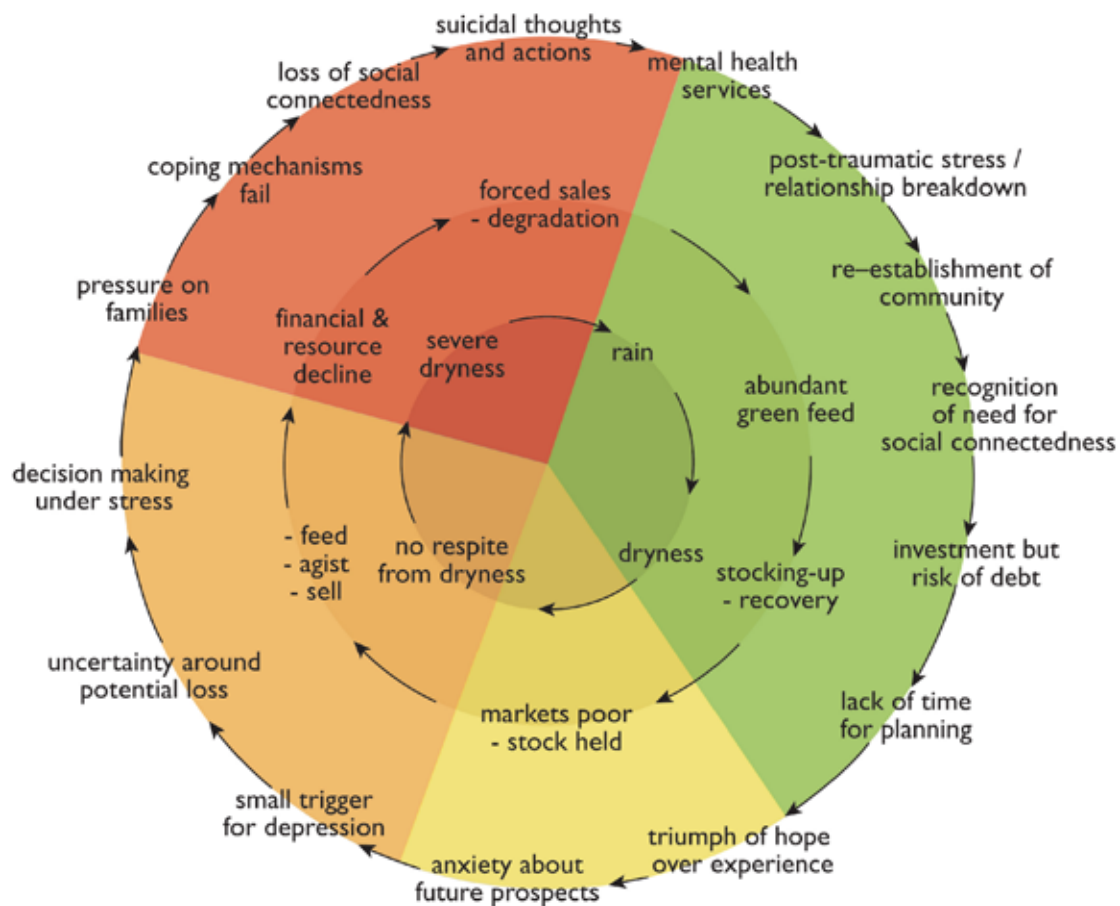 suicidal thoughts
and actions
mental health
services
post-traumatic stress /
relationship breakdown
re–establishment of
community
recognition
of need for
social connectedness
investment but
risk of debt
lack of time
for planning
triumph of hope
over experience
anxiety about
future prospects
small trigger
for depression
uncertainty around
potential loss
decision making
under stress
pressure on
families
coping mechanisms
fail
loss of social
connectedness
forced sales
- degradation
abundant
green feed
stocking-up
- recovery
markets poor
- stock held
- feed
- agist
- sell
financial &
resource
decline
severe
dryness
rain
dryness
no respite
from dryness